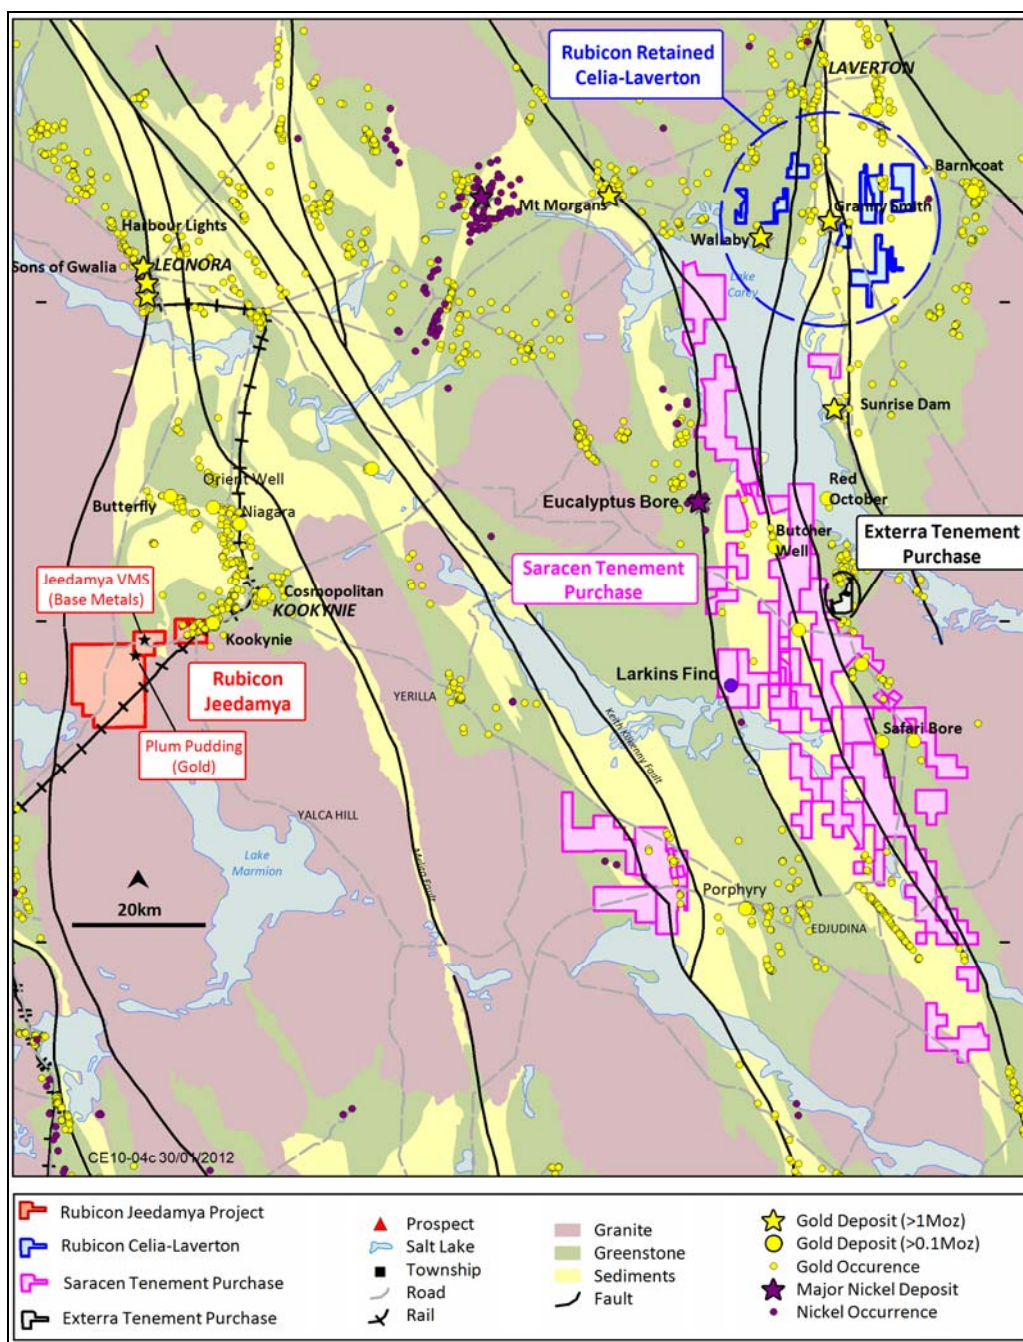 Rubicon Retained
Celia-Laverton
LAVERTON
Barnicoat
Mt Morgans
Granny Smith
Harbour Lights
Wallaby
Sons of Gwalia
LEONORA
Lake
Carey
Sunrise Dam
Orient Well
Butterfly
Niagara
Eucalyptus Bore
Red
October
Butcher
Well
Exterra Tenement
Purchase
Saracen Tenement
Purchase
Jeedamya VMS
(Base Metals)
Cosmopolitan
KOOKYNIE
Kookynie
Rubicon
Jeedamya
Larkins Find
YERILLA
Keith Kilkenny Fault
Safari Bore
Plum Pudding
(Gold)
YALCA HILL
Lake
Marmion
20km
Porphyry
EDJUDINA
CE10-04c 30/01/2012
Rubicon Jeedamya Project
Rubicon Celia-Laverton
Saracen Tenement Purchase
Exterra Tenement Purchase
Prospect
Salt Lake
Township
Road
Rail
Granite
Greenstone
Sediments
Fault
Gold Deposit (>1Moz)
Gold Deposit (>0.1Moz)
Gold Occurence
Major Nickel Deposit
Nickel Occurrence